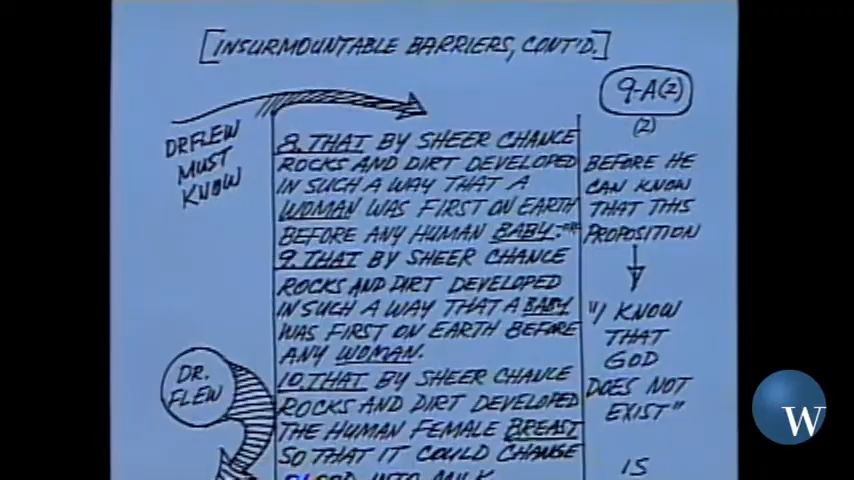 [INSURMOUNTABLE BARRIERS, CONT'D.]
9-A(2)
(2)
DR FLEW
MUST
KNOW
8. THAT BY SHEER CHANCE
ROCKS AND DIRT DEVELOPED
IN SUCH A WAY THAT A
WOMAN WAS FIRST ON EARTH
BEFORE ANY HUMAN BABY-OR
9. THAT BY SHEER CHANCE
ROCKS AND DIRT DEVELOPED
IN SUCH A WAY THAT A BABY
WAS FIRST ON EARTH BEFORE
ANY WOMAN.
10. THAT BY SHEER CHANCE
ROCKS AND DIRT DEVELOPED
THE HUMAN FEMALE BREAST
SO THAT IT COULD CHANGE
BLOOD INTO MILK
DR.
FLEW
BEFORE HE
CAN KNOW
THAT THIS
PROPOSITION
"I KNOW
THAT
GOD
DOES NOT
EXIST"
IS
W